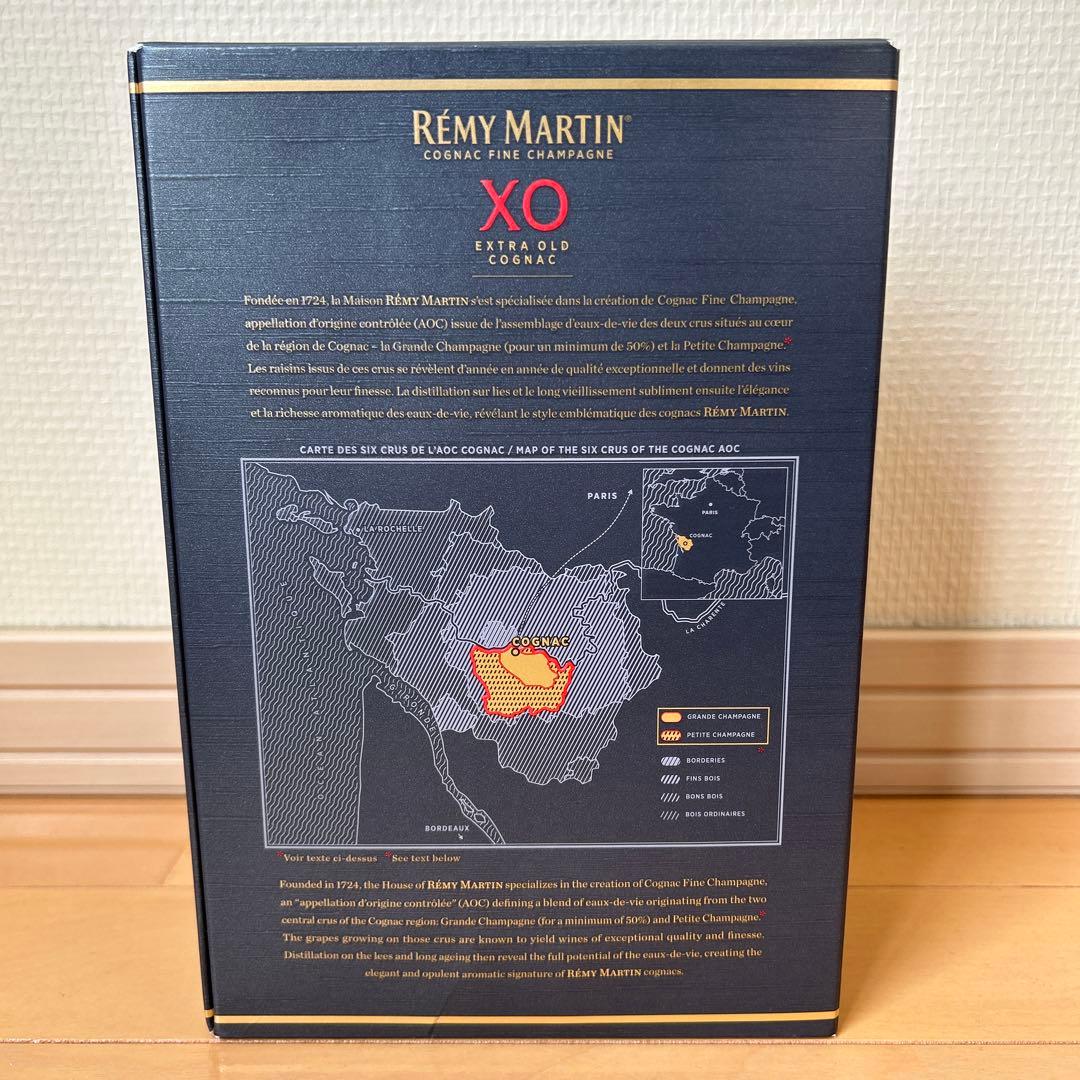 RÉMY MARTIN®
COGNAC FINE CHAMPAGNE
XO
EXTRA OLD
COGNAC
Fondée en 1724, la Maison RÉMY MARTIN s'est spécialisée dans la création de Cognac Fine Champagne,
appellation d'origine contrôlée (AOC) issue de l'assemblage d'eaux-de-vie des deux crus situés au cœur
de la région de Cognac – la Grande Champagne (pour un minimum de 50%) et la Petite Champagne.*
Les raisins issus de ces crus se révèlent d'année en année de qualité exceptionnelle et donnent des vins
reconnus pour leur finesse. La distillation sur lies et le long vieillissement subliment ensuite l'élégance
et la richesse aromatique des eaux-de-vie, révélant le style emblématique des cognacs RÉMY MARTIN.
CARTE DES SIX CRUS DE L'AOC COGNAC / MAP OF THE SIX CRUS OF THE COGNAC AOC
PARIS
PARIS
COGNAC
LA ROCHELLE
LA CHARENTE
COGNAC
GIRONDE
BORDEAUX
GRANDE CHAMPAGNE
PETITE CHAMPAGNE
*
BORDERIES
FINS BOIS
BONS BOIS
BOIS ORDINAIRES
*Voir texte ci-dessus *See text below
Founded in 1724, the House of RÉMY MARTIN specializes in the creation of Cognac Fine Champagne,
an "appellation d'origine contrôlée" (AOC) defining a blend of eaux-de-vie originating from the two
central crus of the Cognac region: Grande Champagne (for a minimum of 50%) and Petite Champagne.*
The grapes growing on those crus are known to yield wines of exceptional quality and finesse.
Distillation on the lees and long ageing then reveal the full potential of the eaux-de-vie, creating the
elegant and opulent aromatic signature of RÉMY MARTIN cognacs.